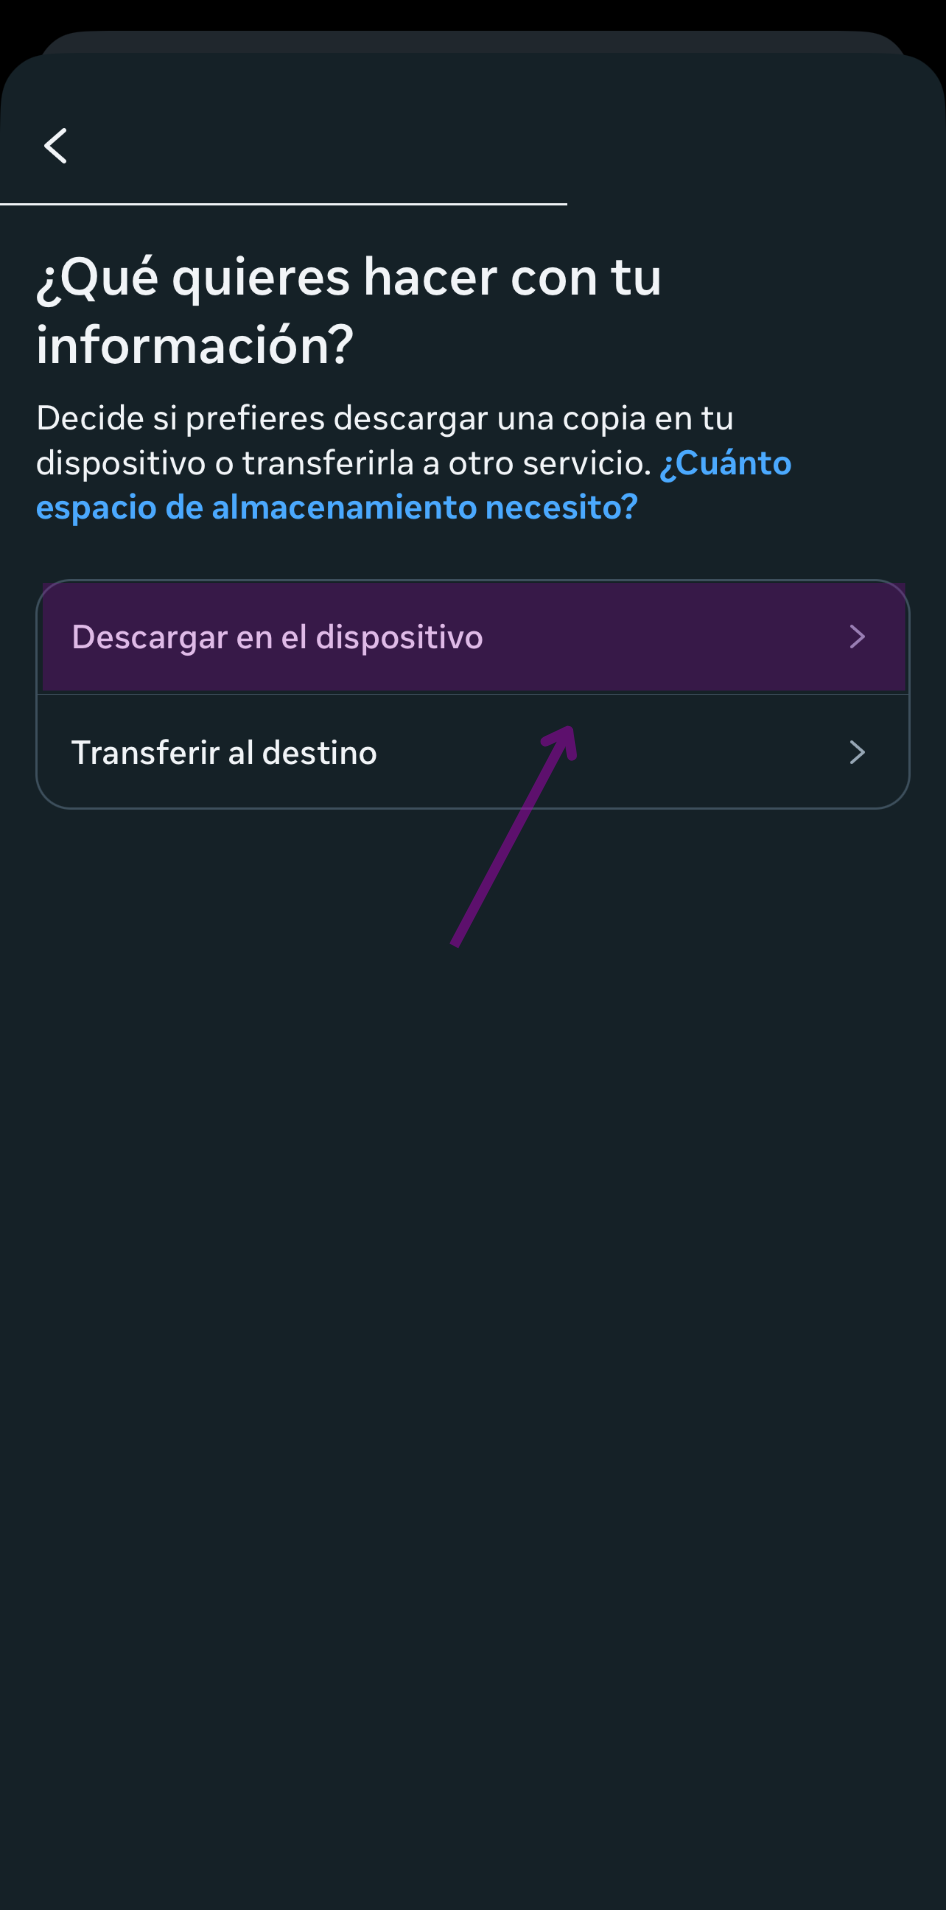 ¿Qué quieres hacer con tu
información?
Decide si prefieres descargar una copia en tu
dispositivo o transferirla a otro servicio. ¿Cuánto
espacio de almacenamiento necesito?
Descargar en el dispositivo
Transferir al destino